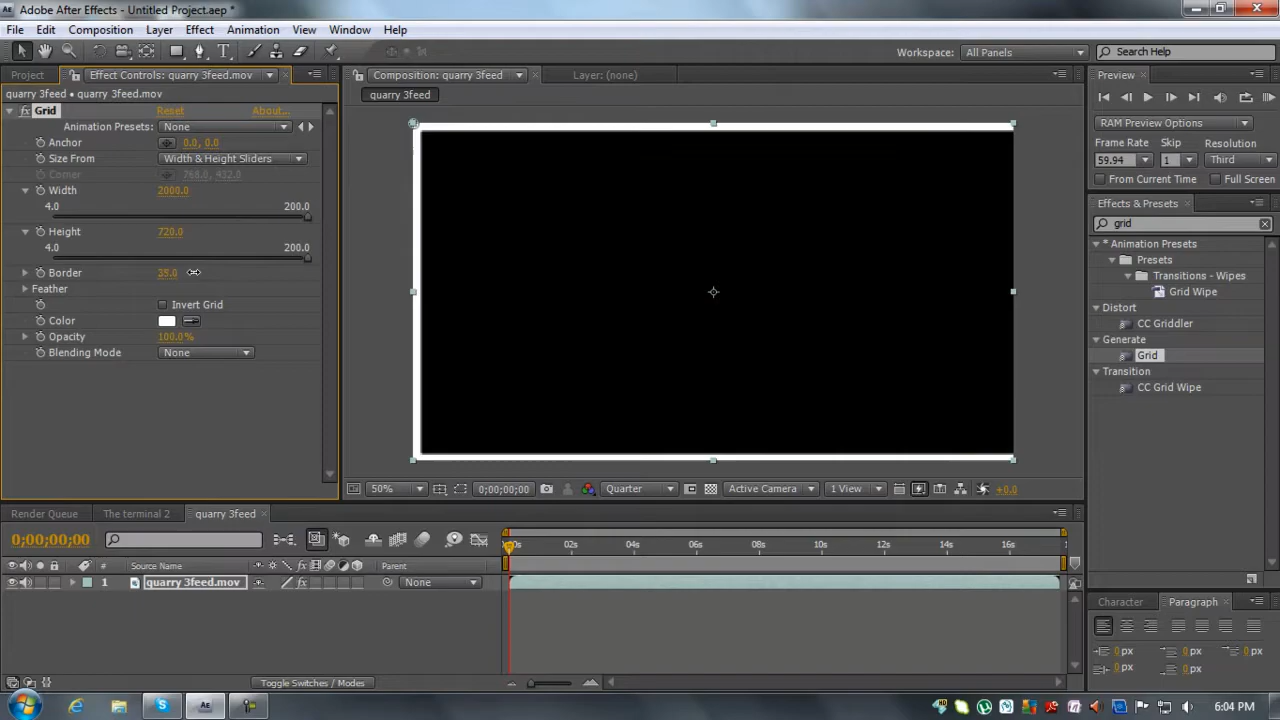 Adobe After Effects - Untitled Project.aep *
File Edit Composition Layer Effect Animation View Window Help
Workspace: All Panels Search Help
Project Effect Controls: quarry 3feed.mov
quarry 3feed • quarry 3feed.mov
fx Grid Reset About...
Animation Presets: None
Anchor 0.0, 0.0
Size From Width & Height Sliders
Corner 768.0, 432.0
Width 2000.0
4.0 200.0
Height 720.0
4.0 200.0
Border 35.0
Feather
Invert Grid
Color
Opacity 100.0%
Blending Mode None
Composition: quarry 3feed Layer: (none)
quarry 3feed
50% 0;00;00;00 Quarter Active Camera 1 View +0.0
Preview
RAM Preview Options
Frame Rate Skip Resolution
59.94 1 Third
From Current Time Full Screen
Effects & Presets
grid
* Animation Presets
Presets
Transitions - Wipes
Grid Wipe
Distort
CC Griddler
Generate
Grid
Transition
CC Grid Wipe
Render Queue The terminal 2 quarry 3feed
0;00;00;00
02s 04s 06s 08s 10s 12s 14s 16s
# Source Name Parent
1 quarry 3feed.mov None
Toggle Switches / Modes
Character Paragraph
0 px 0 px 0 px
0 px 0 px
6:04 PM